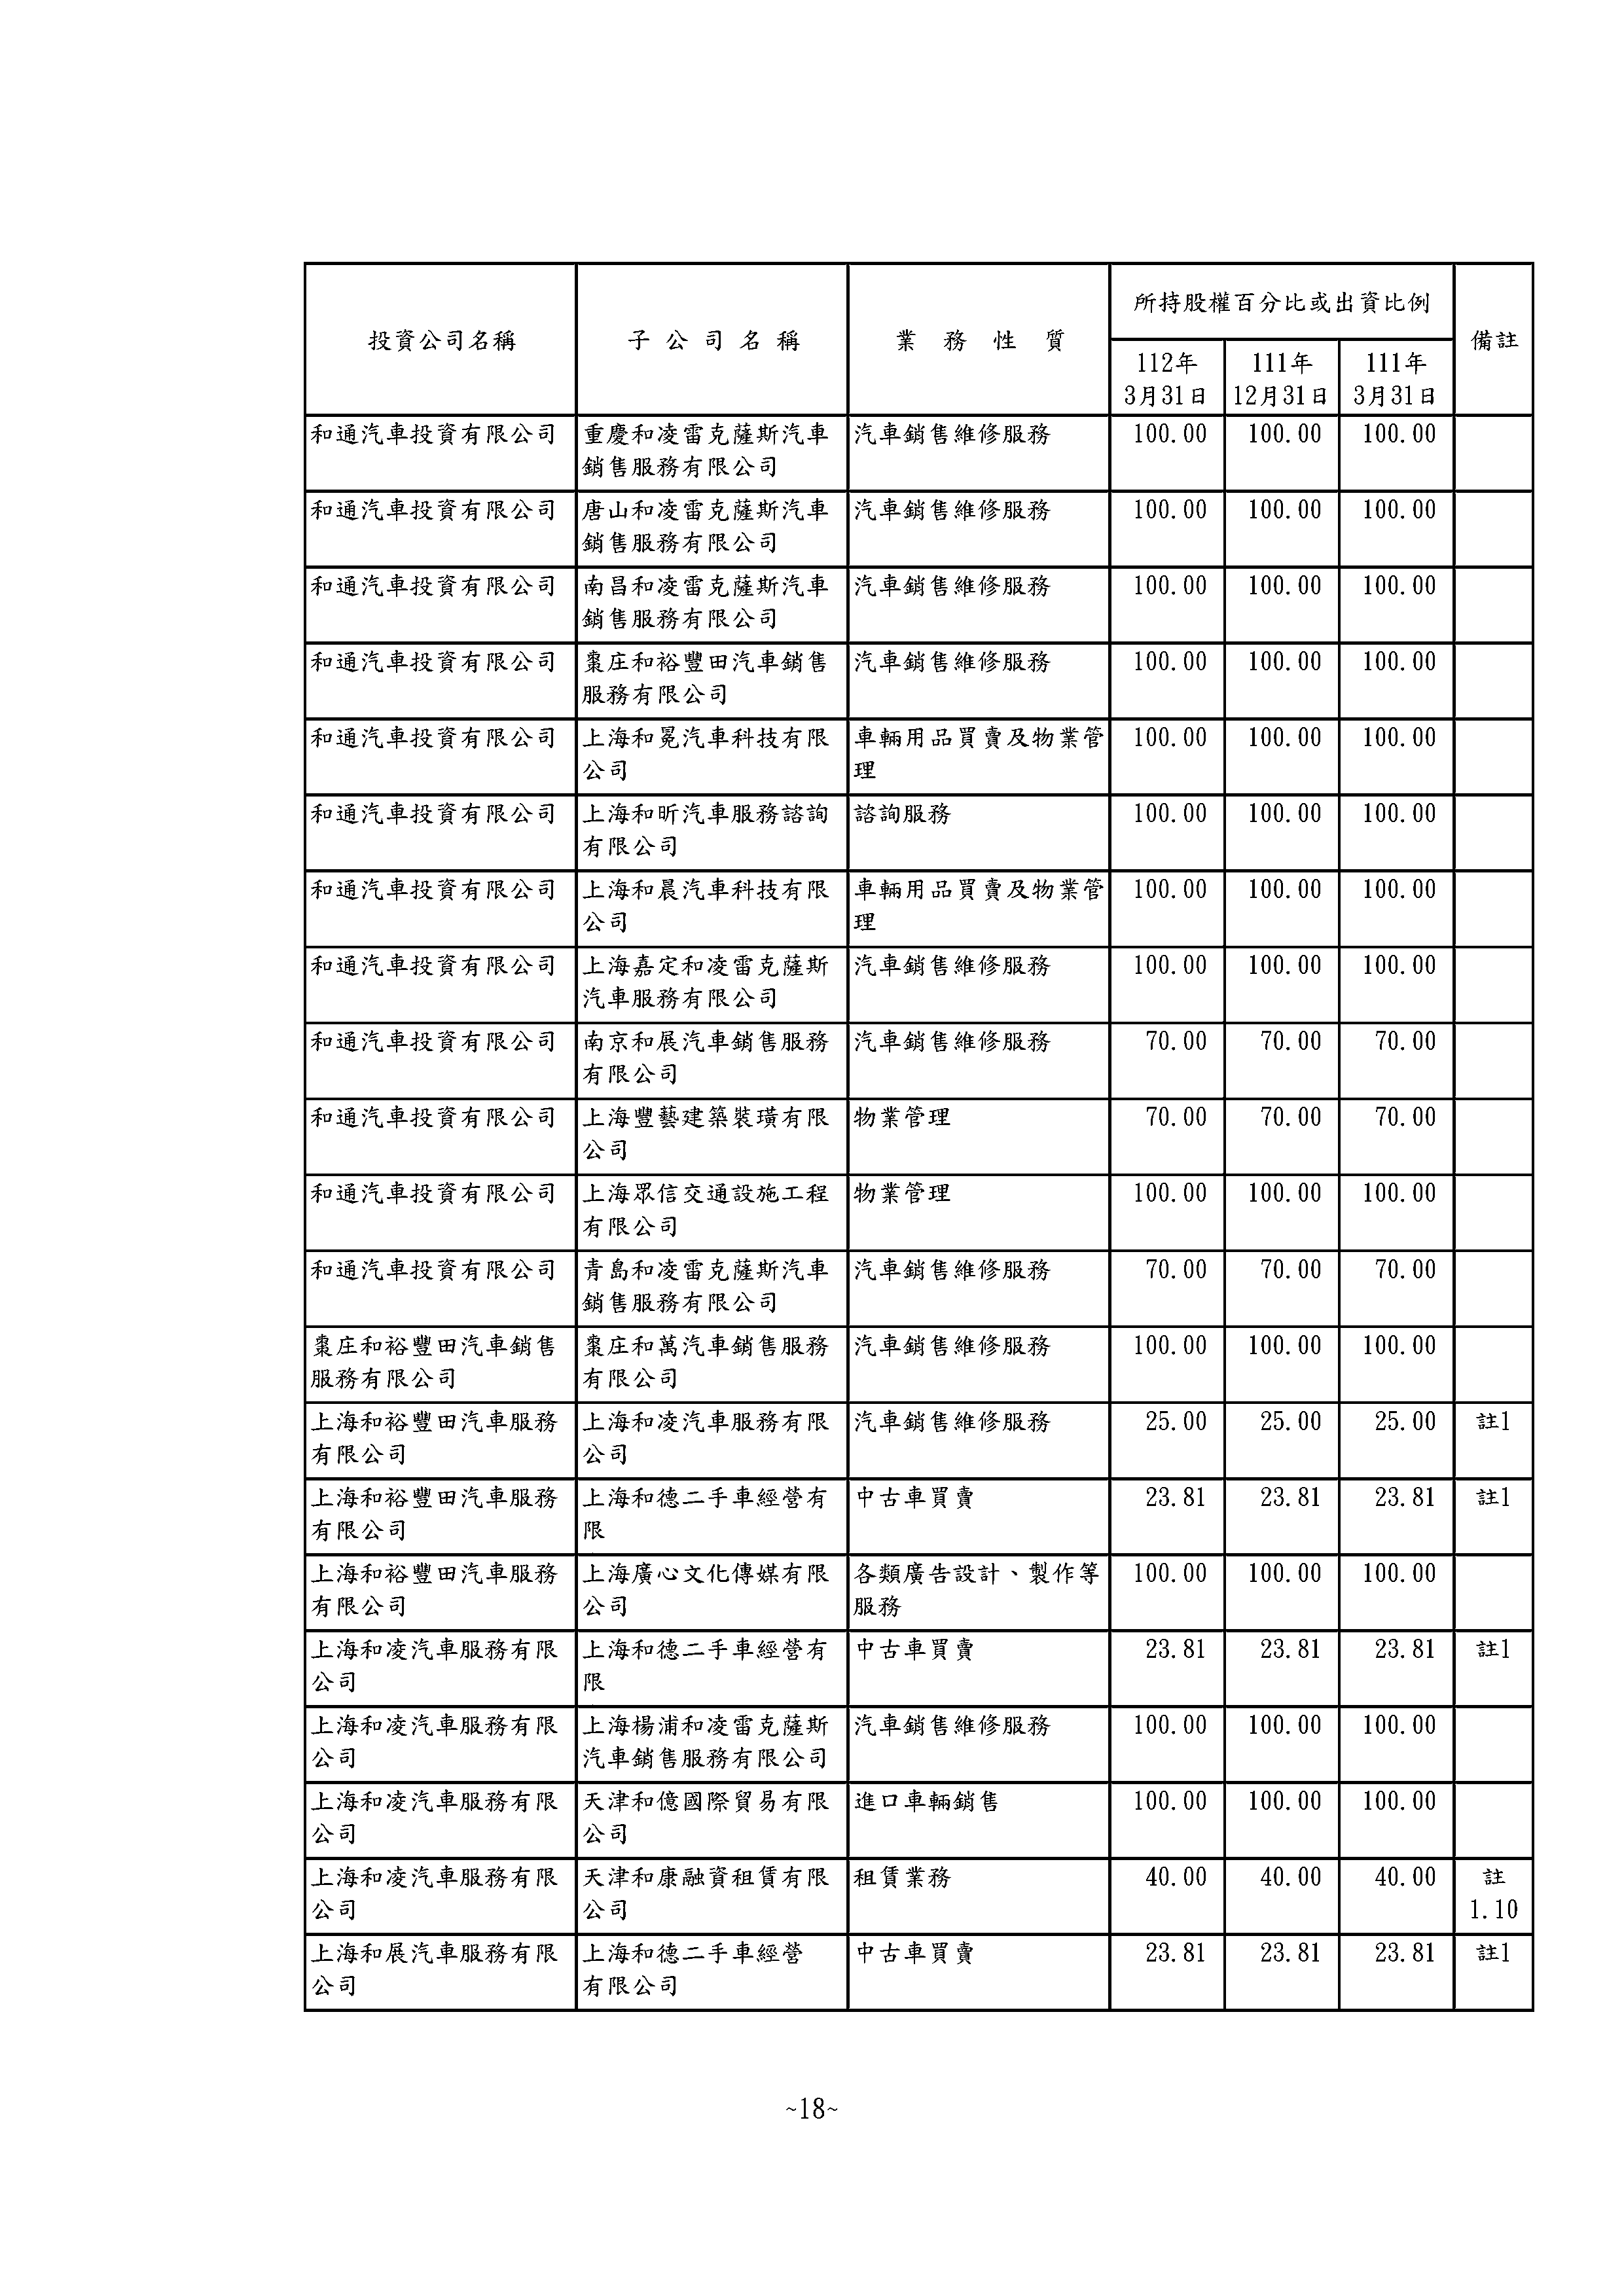 投資公司名稱 子公司名稱 業務性質 所持股權百分比或出資比例 備註
112年 111年 111年
3月31日 12月31日 3月31日
和通汽車投資有限公司 重慶和凌雷克薩斯汽車 汽車銷售維修服務 100.00 100.00 100.00
銷售服務有限公司
和通汽車投資有限公司 唐山和凌雷克薩斯汽車 汽車銷售維修服務 100.00 100.00 100.00
銷售服務有限公司
和通汽車投資有限公司 南昌和凌雷克薩斯汽車 汽車銷售維修服務 100.00 100.00 100.00
銷售服務有限公司
和通汽車投資有限公司 棗庄和裕豐田汽車銷售 汽車銷售維修服務 100.00 100.00 100.00
服務有限公司
和通汽車投資有限公司 上海和冕汽車科技有限 車輛用品買賣及物業管 100.00 100.00 100.00
公司 理
和通汽車投資有限公司 上海和昕汽車服務諮詢 諮詢服務 100.00 100.00 100.00
有限公司
和通汽車投資有限公司 上海和晨汽車科技有限 車輛用品買賣及物業管 100.00 100.00 100.00
公司 理
和通汽車投資有限公司 上海嘉定和凌雷克薩斯 汽車銷售維修服務 100.00 100.00 100.00
汽車服務有限公司
和通汽車投資有限公司 南京和展汽車銷售服務 汽車銷售維修服務 70.00 70.00 70.00
有限公司
和通汽車投資有限公司 上海豐藝建築裝璜有限 物業管理 70.00 70.00 70.00
公司
和通汽車投資有限公司 上海眾信交通設施工程 物業管理 100.00 100.00 100.00
有限公司
和通汽車投資有限公司 青島和凌雷克薩斯汽車 汽車銷售維修服務 70.00 70.00 70.00
銷售服務有限公司
棗庄和裕豐田汽車銷售 棗庄和萬汽車銷售服務 汽車銷售維修服務 100.00 100.00 100.00
服務有限公司 有限公司
上海和裕豐田汽車服務 上海和凌汽車服務有限 汽車銷售維修服務 25.00 25.00 25.00 註1
有限公司 公司
上海和裕豐田汽車服務 上海和德二手車經營有 中古車買賣 23.81 23.81 23.81 註1
有限公司 限
上海和裕豐田汽車服務 上海廣心文化傳媒有限 各類廣告設計、製作等 100.00 100.00 100.00
有限公司 公司 服務
上海和凌汽車服務有限 上海和德二手車經營有 中古車買賣 23.81 23.81 23.81 註1
公司 限
上海和凌汽車服務有限 上海楊浦和凌雷克薩斯 汽車銷售維修服務 100.00 100.00 100.00
公司 汽車銷售服務有限公司
上海和凌汽車服務有限 天津和億國際貿易有限 進口車輛銷售 100.00 100.00 100.00
公司 公司
上海和凌汽車服務有限 天津和康融資租賃有限 租賃業務 40.00 40.00 40.00 註
公司 公司 1.10
上海和展汽車服務有限 上海和德二手車經營 中古車買賣 23.81 23.81 23.81 註1
公司 有限公司
~18~